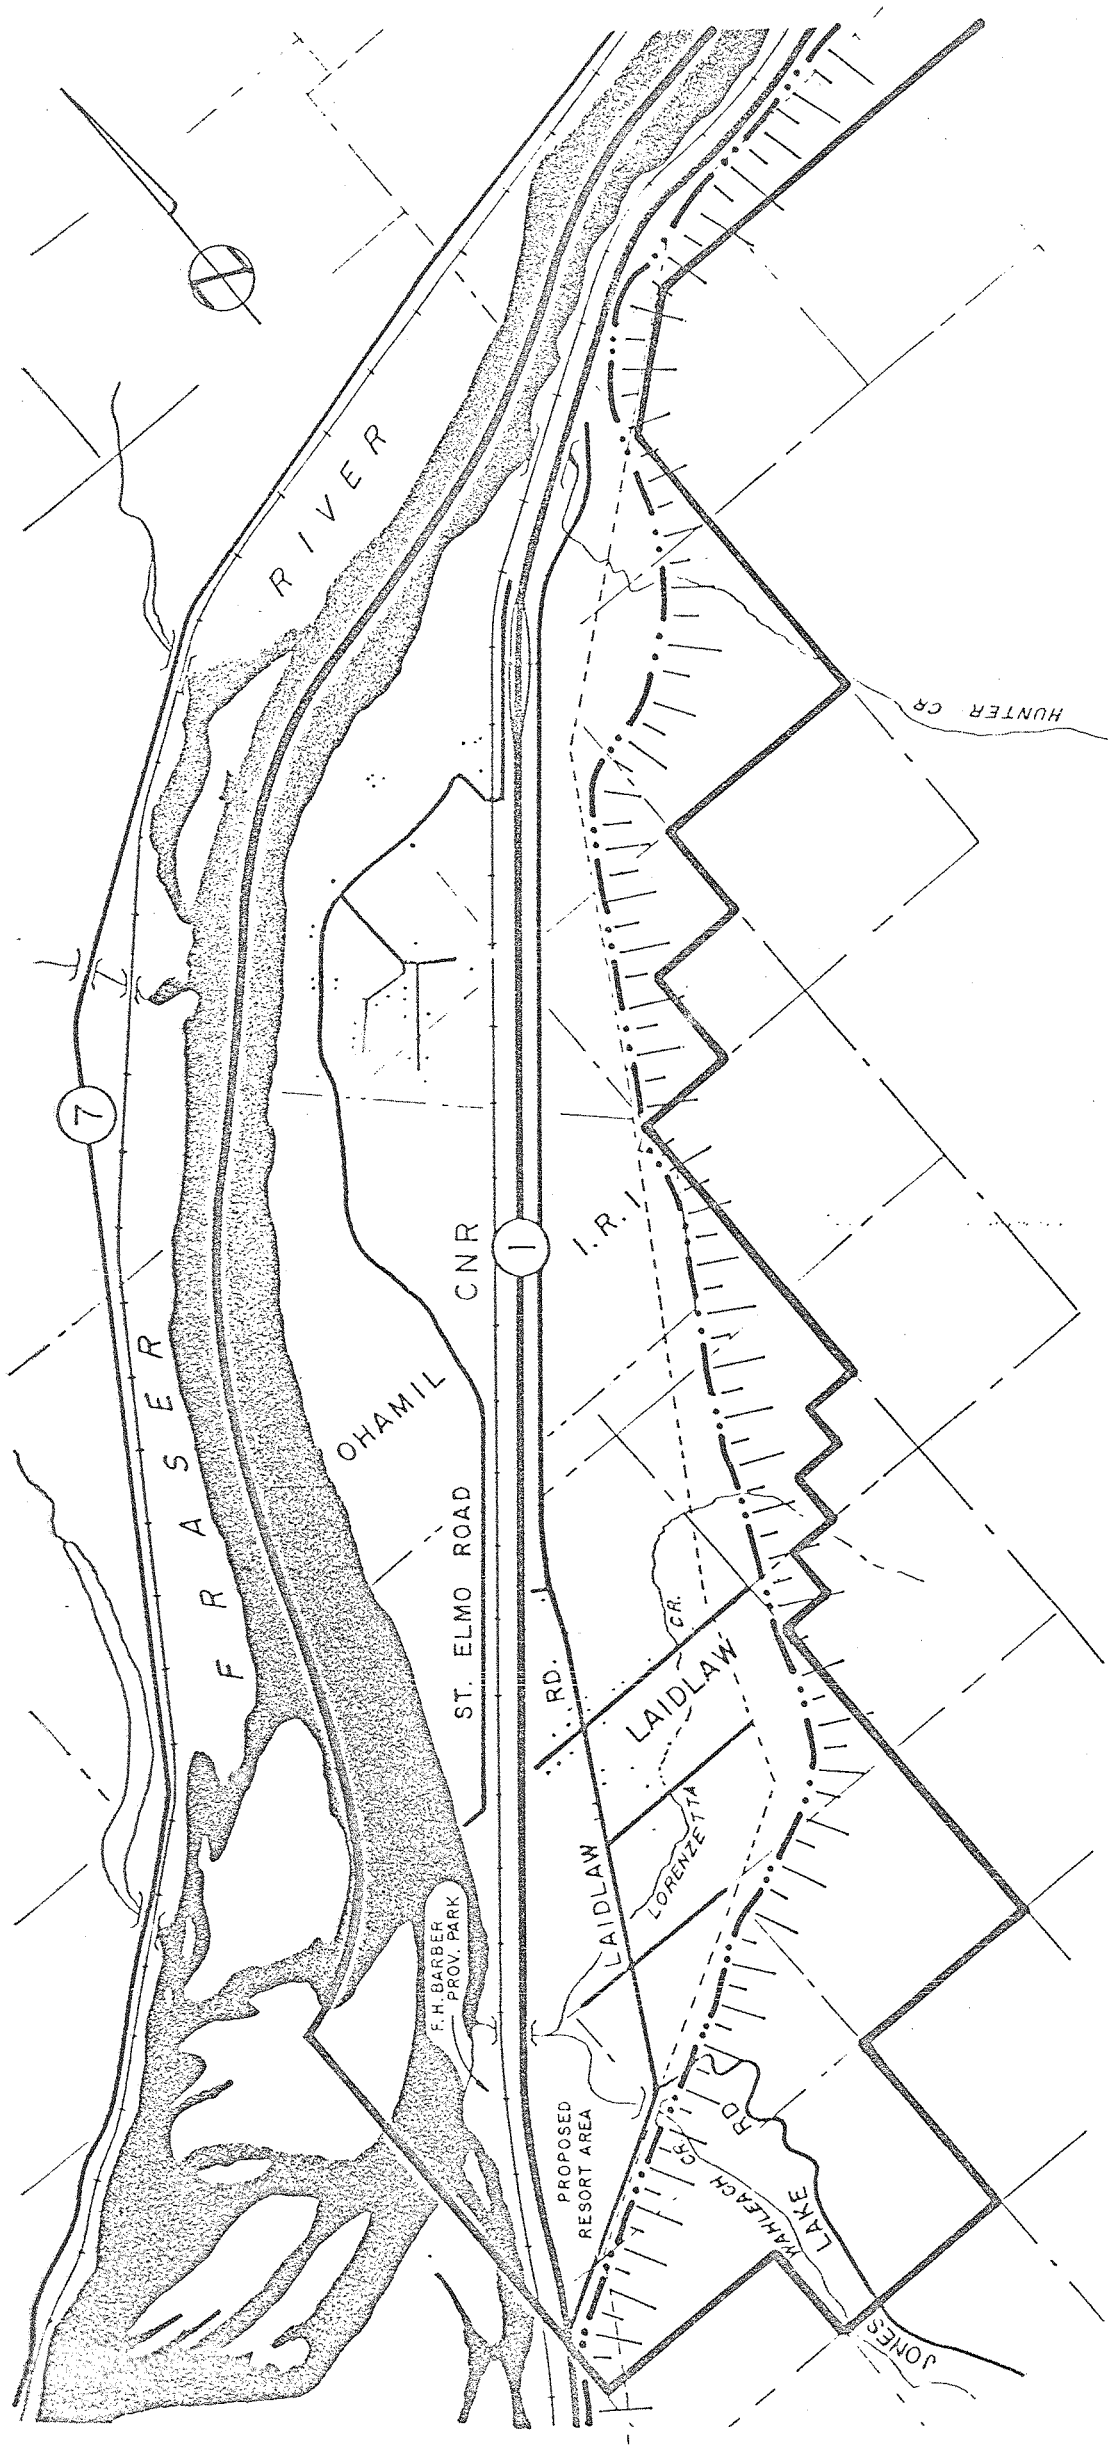 RIVER
7
FRASER
CNR
1
I.R. 1
OHAMIL
ST. ELMO ROAD
HUNTER CR
LAIDLAW RD.
LAIDLAW
LORENZETTA CR.
F.H. BARBER
PROV. PARK
PROPOSED
RESORT AREA
WAHLEACH CR.
JONES LAKE RD